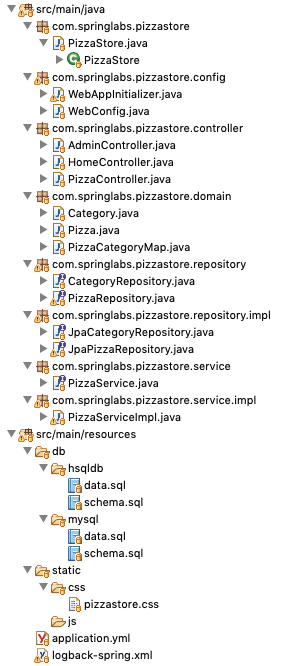 src/main/java
com.springlabs.pizzastore
PizzaStore.java
PizzaStore
com.springlabs.pizzastore.config
WebAppInitializer.java
WebConfig.java
com.springlabs.pizzastore.controller
AdminController.java
HomeController.java
PizzaController.java
com.springlabs.pizzastore.domain
Category.java
Pizza.java
PizzaCategoryMap.java
com.springlabs.pizzastore.repository
CategoryRepository.java
PizzaRepository.java
com.springlabs.pizzastore.repository.impl
JpaCategoryRepository.java
JpaPizzaRepository.java
com.springlabs.pizzastore.service
PizzaService.java
com.springlabs.pizzastore.service.impl
PizzaServiceImpl.java
src/main/resources
db
hsqldb
data.sql
schema.sql
mysql
data.sql
schema.sql
static
css
pizzastore.css
js
application.yml
logback-spring.xml